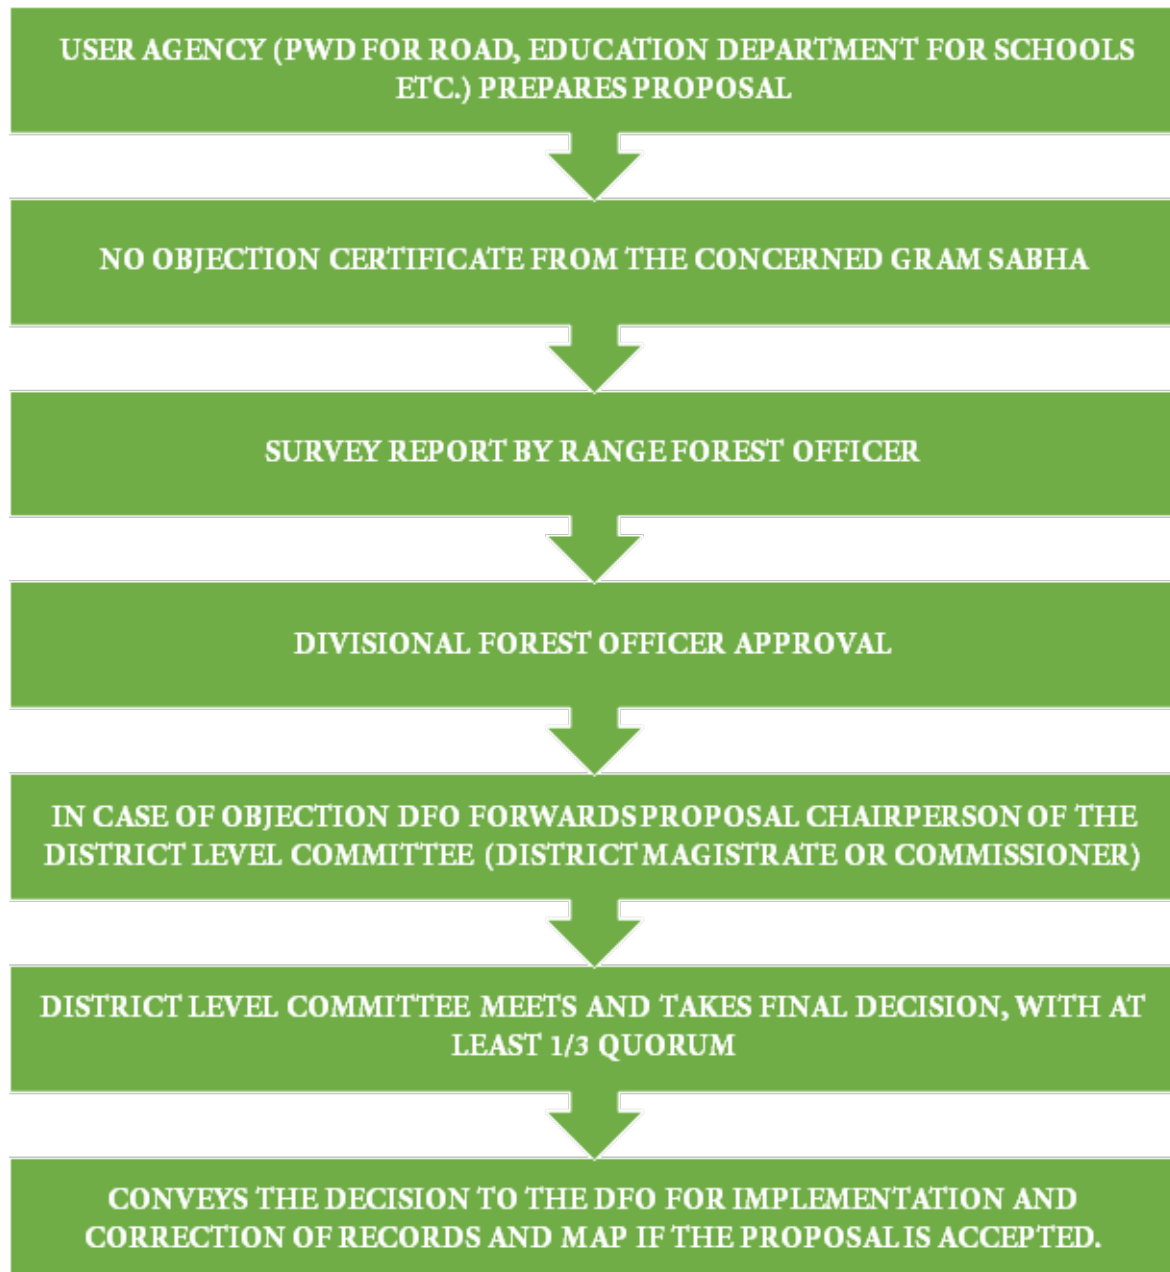 USER AGENCY (PWD FOR ROAD, EDUCATION DEPARTMENT FOR SCHOOLS
ETC.) PREPARES PROPOSAL
NO OBJECTION CERTIFICATE FROM THE CONCERNED GRAM SABHA
SURVEY REPORT BY RANGE FOREST OFFICER
DIVISIONAL FOREST OFFICER APPROVAL
IN CASE OF OBJECTION DFO FORWARDS PROPOSAL CHAIRPERSON OF THE
DISTRICT LEVEL COMMITTEE (DISTRICT MAGISTRATE OR COMMISSIONER)
DISTRICT LEVEL COMMITTEE MEETS AND TAKES FINAL DECISION, WITH AT
LEAST 1/3 QUORUM
CONVEYS THE DECISION TO THE DFO FOR IMPLEMENTATION AND
CORRECTION OF RECORDS AND MAP IF THE PROPOSAL IS ACCEPTED.